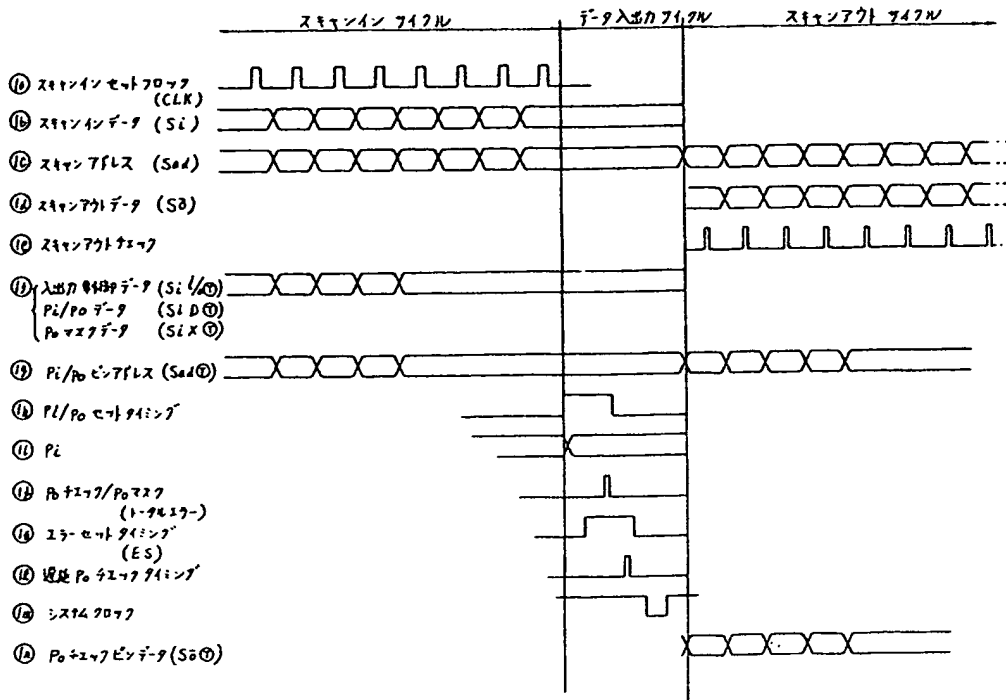 スキャンイン サイクル
データ入出力サイクル
スキャンアウト サイクル
スキャンイン セットクロック
(CLK)
スキャンインデータ (Si)
スキャンアドレス (Sad)
スキャンアウトデータ (So)
スキャンアウトチェック
入出力制御データ (Si I/O Ⓣ)
Pi/Po データ (Si D Ⓣ)
Po マスクデータ (Si X Ⓣ)
Pi/Po ピンアドレス (Sad Ⓣ)
Pi/Po セットタイミング
Pi
Po チェック/Po マスク
(トータルエラー)
エラーセットタイミング
(ES)
遅延 Po チェックタイミング
システムクロック
Po チェックピンデータ (So Ⓣ)